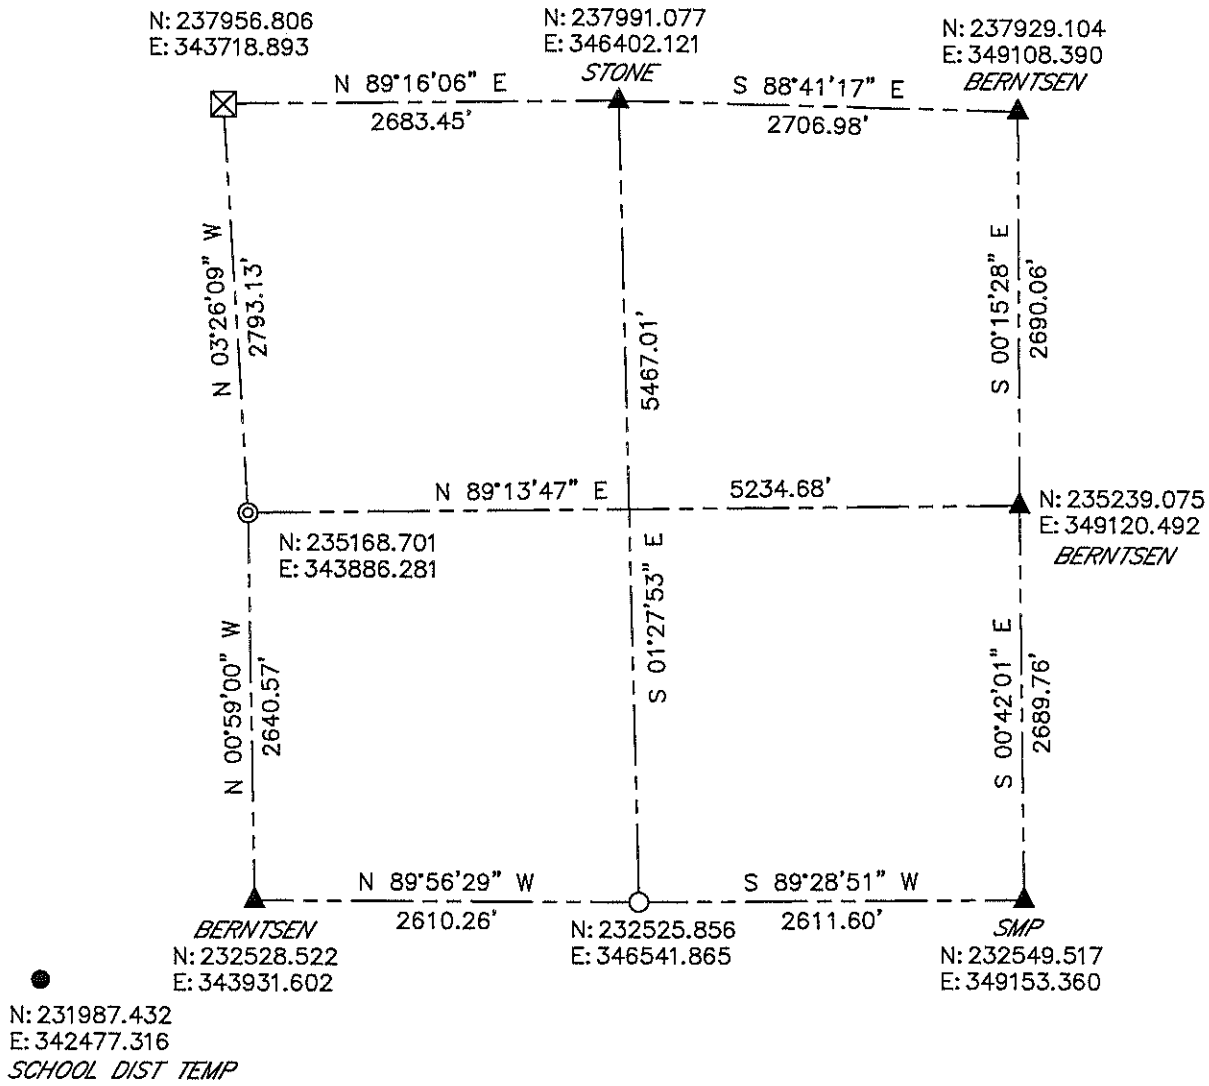 N: 237956.806
E: 343718.893
N: 237991.077
E: 346402.121
STONE
N: 237929.104
E: 349108.390
BERNTSEN
N 89°16'06" E
2683.45'
S 88°41'17" E
2706.98'
N 03°26'09" W
2793.13'
5467.01'
S 00°15'28" E
2690.06'
N 89°13'47" E
5234.68'
N: 235168.701
E: 343886.281
N: 235239.075
E: 349120.492
BERNTSEN
N 00°59'00" W
2640.57'
S 01°27'53" E
S 00°42'01" E
2689.76'
N 89°56'29" W
2610.26'
S 89°28'51" W
2611.60'
BERNTSEN
N: 232528.522
E: 343931.602
N: 232525.856
E: 346541.865
SMP
N: 232549.517
E: 349153.360
N: 231987.432
E: 342477.316
SCHOOL DIST TEMP